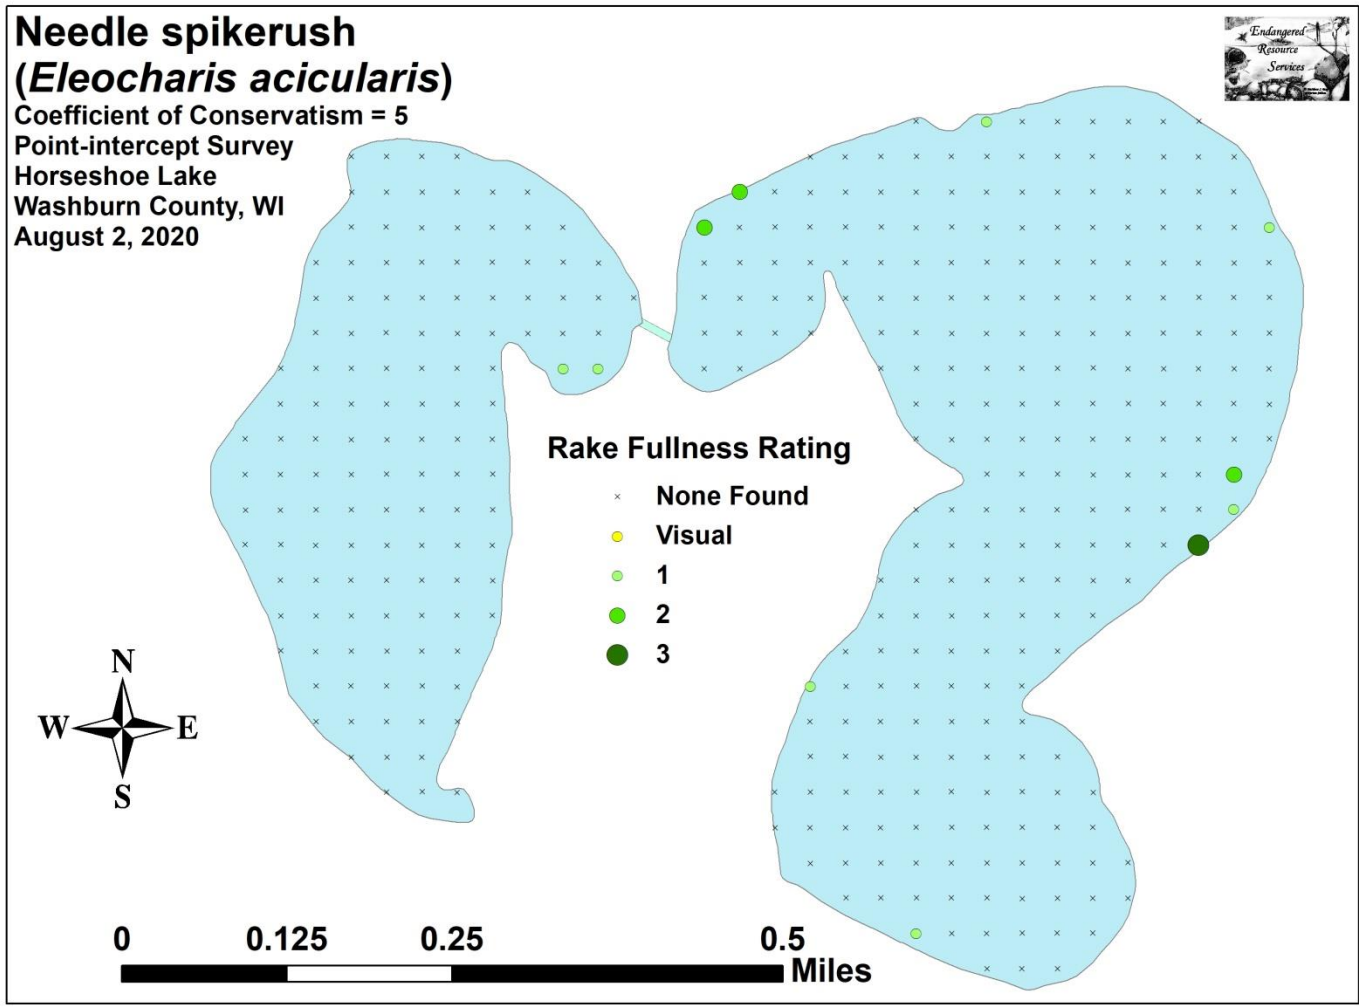 Needle spikerush
(Eleocharis acicularis)
Coefficient of Conservatism = 5
Point-intercept Survey
Horseshoe Lake
Washburn County, WI
August 2, 2020
Endangered
Resource
Services
Rake Fullness Rating
None Found
Visual
1
2
3
N
W E
S
0 0.125 0.25 0.5
Miles